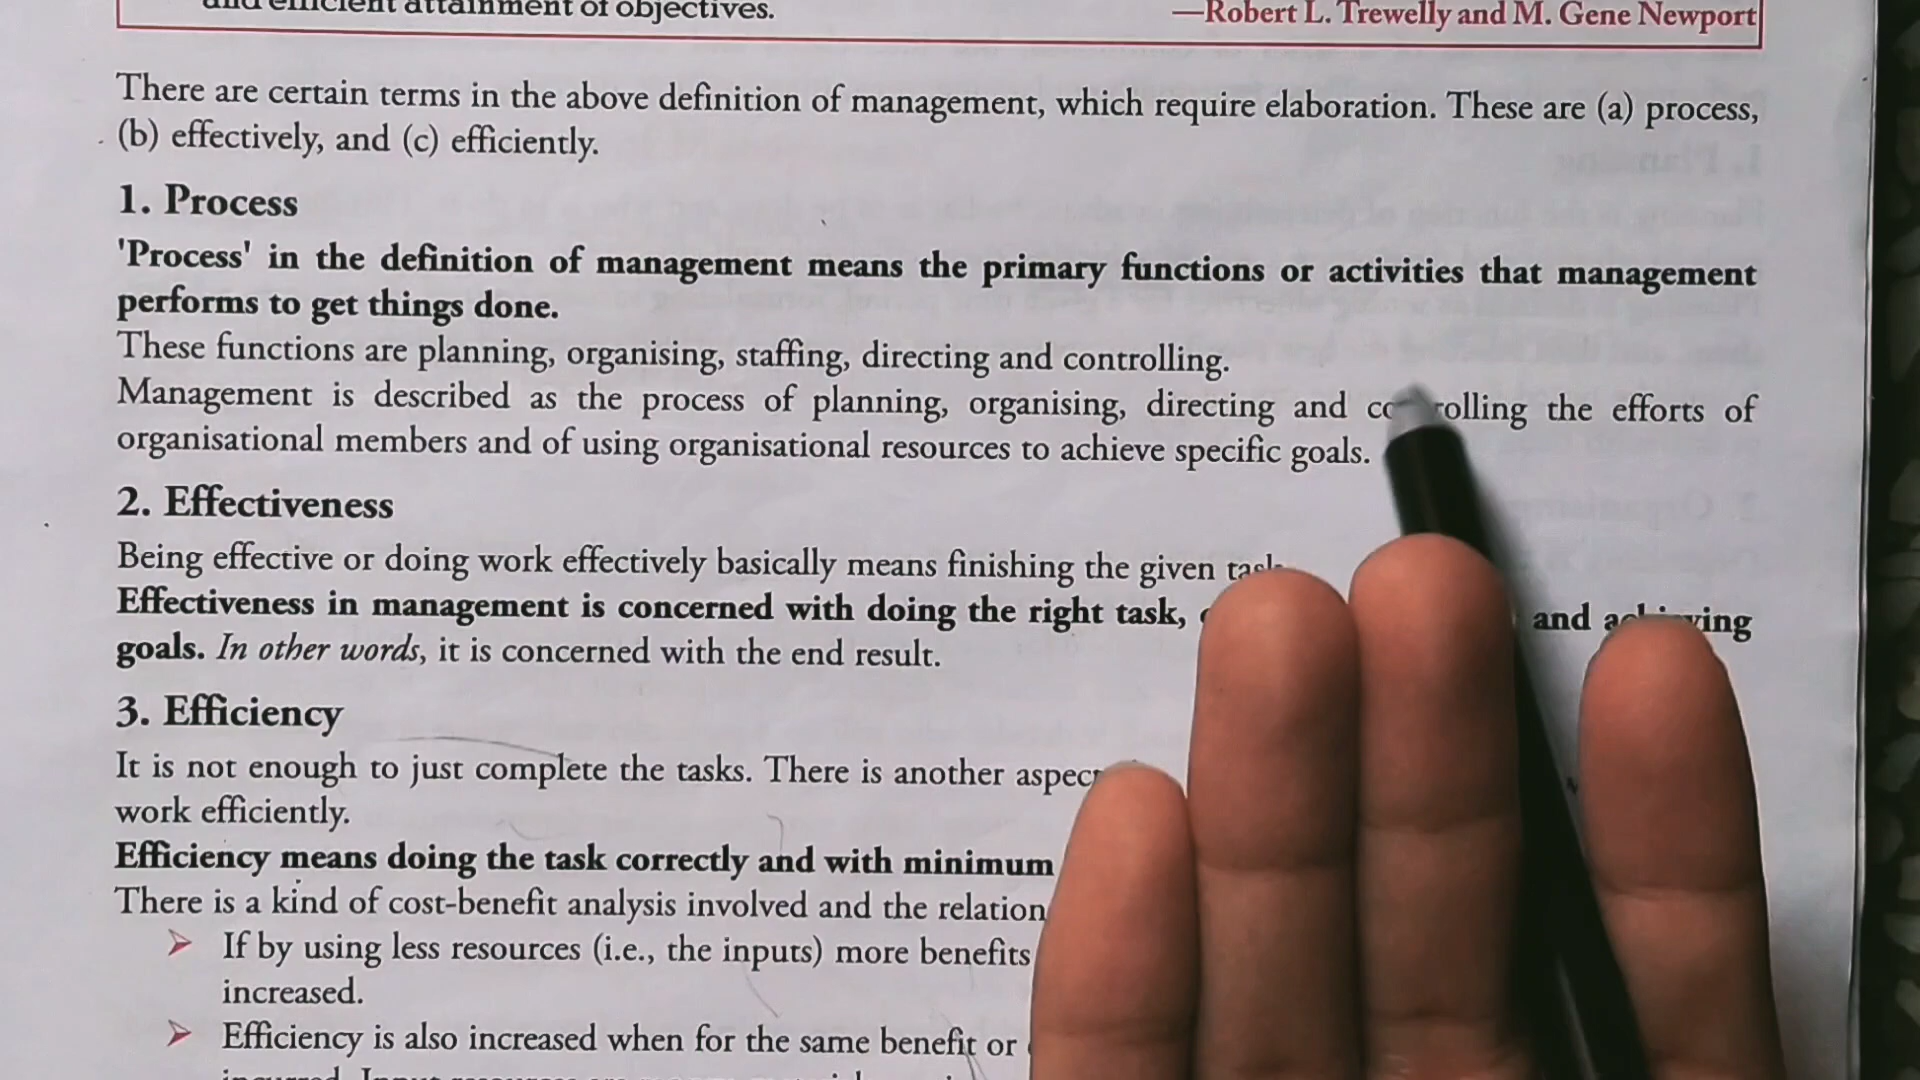 and efficient attainment of objectives.
—Robert L. Trewelly and M. Gene Newport
There are certain terms in the above definition of management, which require elaboration. These are (a) process,
(b) effectively, and (c) efficiently.
1. Process
'Process' in the definition of management means the primary functions or activities that management
performs to get things done.
These functions are planning, organising, staffing, directing and controlling.
Management is described as the process of planning, organising, directing and controlling the efforts of
organisational members and of using organisational resources to achieve specific goals.
2. Effectiveness
Being effective or doing work effectively basically means finishing the given task
Effectiveness in management is concerned with doing the right task, and achieving
goals. In other words, it is concerned with the end result.
3. Efficiency
It is not enough to just complete the tasks. There is another aspect
work efficiently.
Efficiency means doing the task correctly and with minimum
There is a kind of cost-benefit analysis involved and the relation
➢ If by using less resources (i.e., the inputs) more benefits
increased.
➢ Efficiency is also increased when for the same benefit or